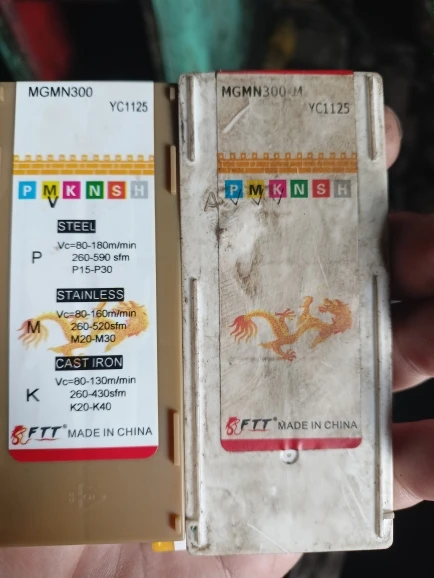 MGMN300
YC1125
P M K N S H
V
STEEL
P
Vc=80-180m/min
260-590 sfm
P15-P30
STAINLESS
M
Vc=80-160m/min
260-520sfm
M20-M30
CAST IRON
K
Vc=80-130m/min
260-430sfm
K20-K40
FTT® MADE IN CHINA
MGMN300-M
YC1125
P M K N S H
FTT® MADE IN CHINA